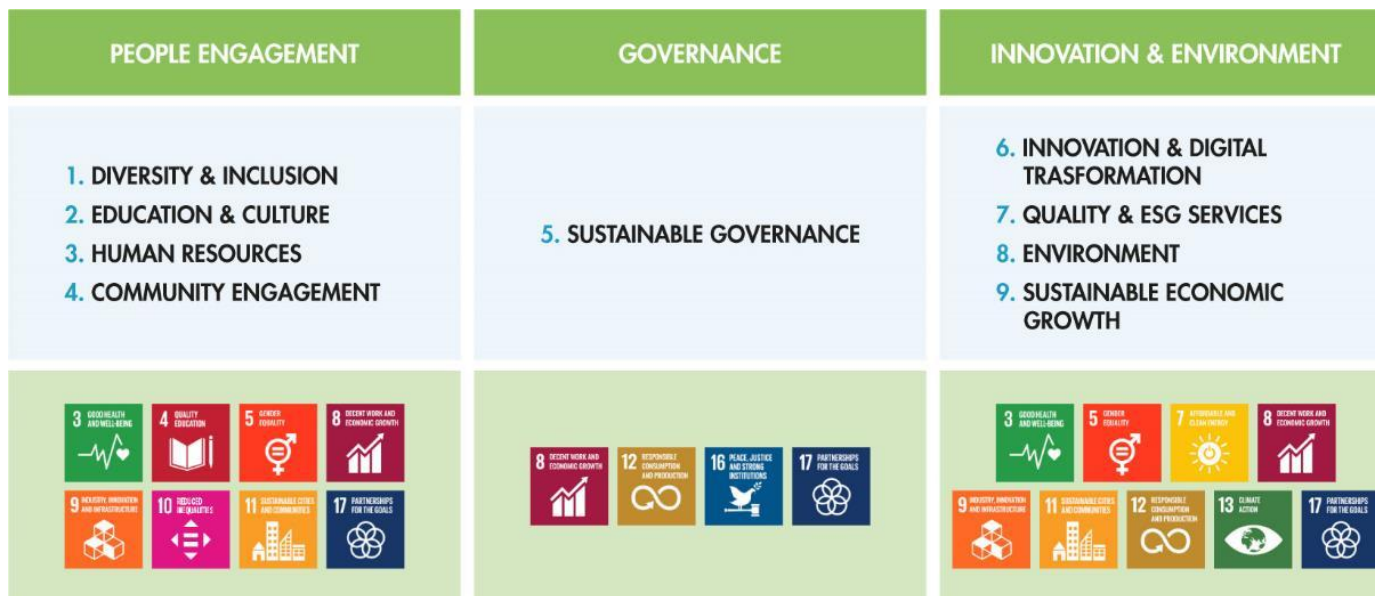 PEOPLE ENGAGEMENT
1. DIVERSITY & INCLUSION
2. EDUCATION & CULTURE
3. HUMAN RESOURCES
4. COMMUNITY ENGAGEMENT
3 GOOD HEALTH
AND WELL-BEING
4 QUALITY
EDUCATION
5 GENDER
EQUALITY
8 DECENT WORK AND
ECONOMIC GROWTH
9 INDUSTRY, INNOVATION
AND INFRASTRUCTURE
10 REDUCED
INEQUALITIES
11 SUSTAINABLE CITIES
AND COMMUNITIES
17 PARTNERSHIPS
FOR THE GOALS
GOVERNANCE
5. SUSTAINABLE GOVERNANCE
8 DECENT WORK AND
ECONOMIC GROWTH
12 RESPONSIBLE
CONSUMPTION
AND PRODUCTION
16 PEACE, JUSTICE
AND STRONG
INSTITUTIONS
17 PARTNERSHIPS
FOR THE GOALS
INNOVATION & ENVIRONMENT
6. INNOVATION & DIGITAL
TRASFORMATION
7. QUALITY & ESG SERVICES
8. ENVIRONMENT
9. SUSTAINABLE ECONOMIC
GROWTH
3 GOOD HEALTH
AND WELL-BEING
5 GENDER
EQUALITY
7 AFFORDABLE AND
CLEAN ENERGY
8 DECENT WORK AND
ECONOMIC GROWTH
9 INDUSTRY, INNOVATION
AND INFRASTRUCTURE
11 SUSTAINABLE CITIES
AND COMMUNITIES
12 RESPONSIBLE
CONSUMPTION
AND PRODUCTION
13 CLIMATE
ACTION
17 PARTNERSHIPS
FOR THE GOALS